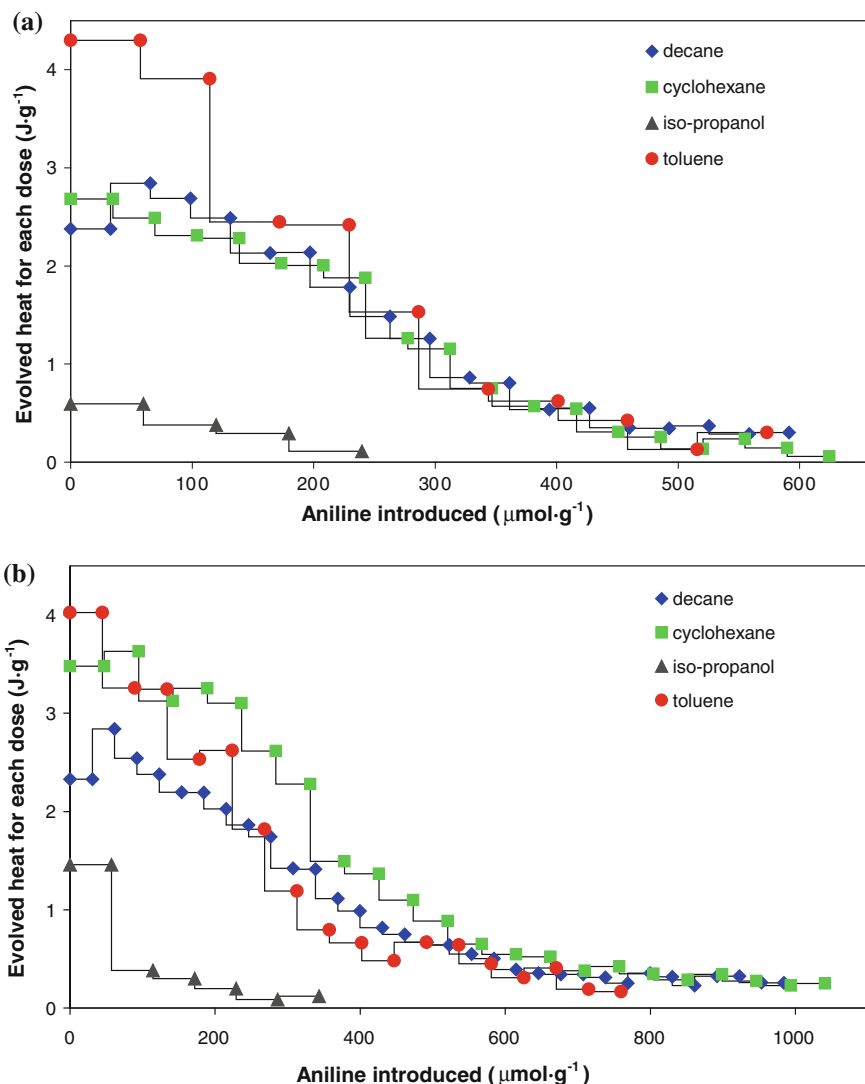 (a)
Evolved heat for each dose (J·g⁻¹)
4
3
2
1
0
decane
cyclohexane
iso-propanol
toluene
0 100 200 300 400 500 600
Aniline introduced (μmol·g⁻¹)
(b)
Evolved heat for each dose (J·g⁻¹)
4
3
2
1
0
decane
cyclohexane
iso-propanol
toluene
0 200 400 600 800 1000
Aniline introduced (μmol·g⁻¹)